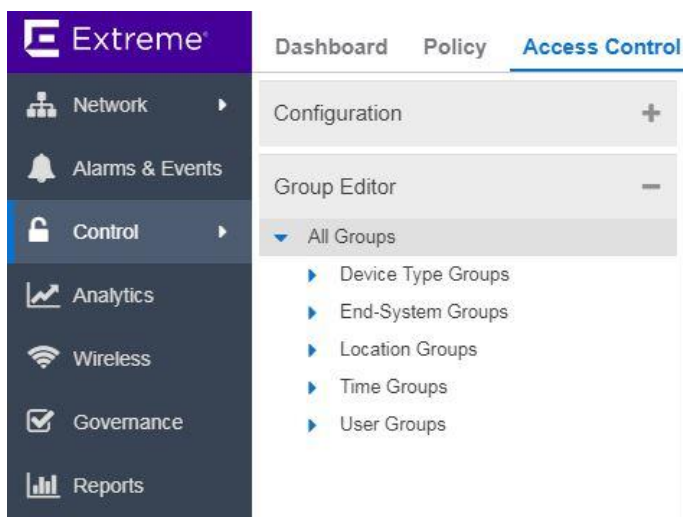 Extreme
Dashboard Policy Access Control
Network
Alarms & Events
Control
Analytics
Wireless
Governance
Reports
Configuration
Group Editor
All Groups
Device Type Groups
End-System Groups
Location Groups
Time Groups
User Groups